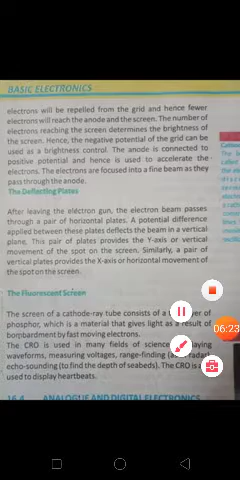 BASIC ELECTRONICS
electrons will be repelled from the grid and hence fewer
electrons will reach the anode and the screen. The number of
electrons reaching the screen determines the brightness of
the screen. Hence, the negative potential of the grid can be
used as a brightness control. The anode is connected to
positive potential and hence is used to accelerate the
electrons. The electrons are focused into a fine beam as they
pass through the anode.
The Deflecting Plates
After leaving the electron gun, the electron beam passes
through a pair of horizontal plates. A potential difference
applied between these plates deflects the beam in a vertical
plane. This pair of plates provides the Y-axis or vertical
movement of the spot on the screen. Similarly, a pair of
vertical plates provides the X-axis or horizontal movement of
the spot on the screen.
The Fluorescent Screen
The screen of a cathode-ray tube consists of a yer of
phosphor, which is a material that gives light as a result of
bombardment by fast moving electrons.
The CRO is used in many fields of science; laying
waveforms, measuring voltages, range-finding (as radar)
echo-sounding (to find the depth of seabeds). The CRO is a
used to display heartbeats.
16.4 ANALOGUE AND DIGITAL ELECTRONICS
06:23